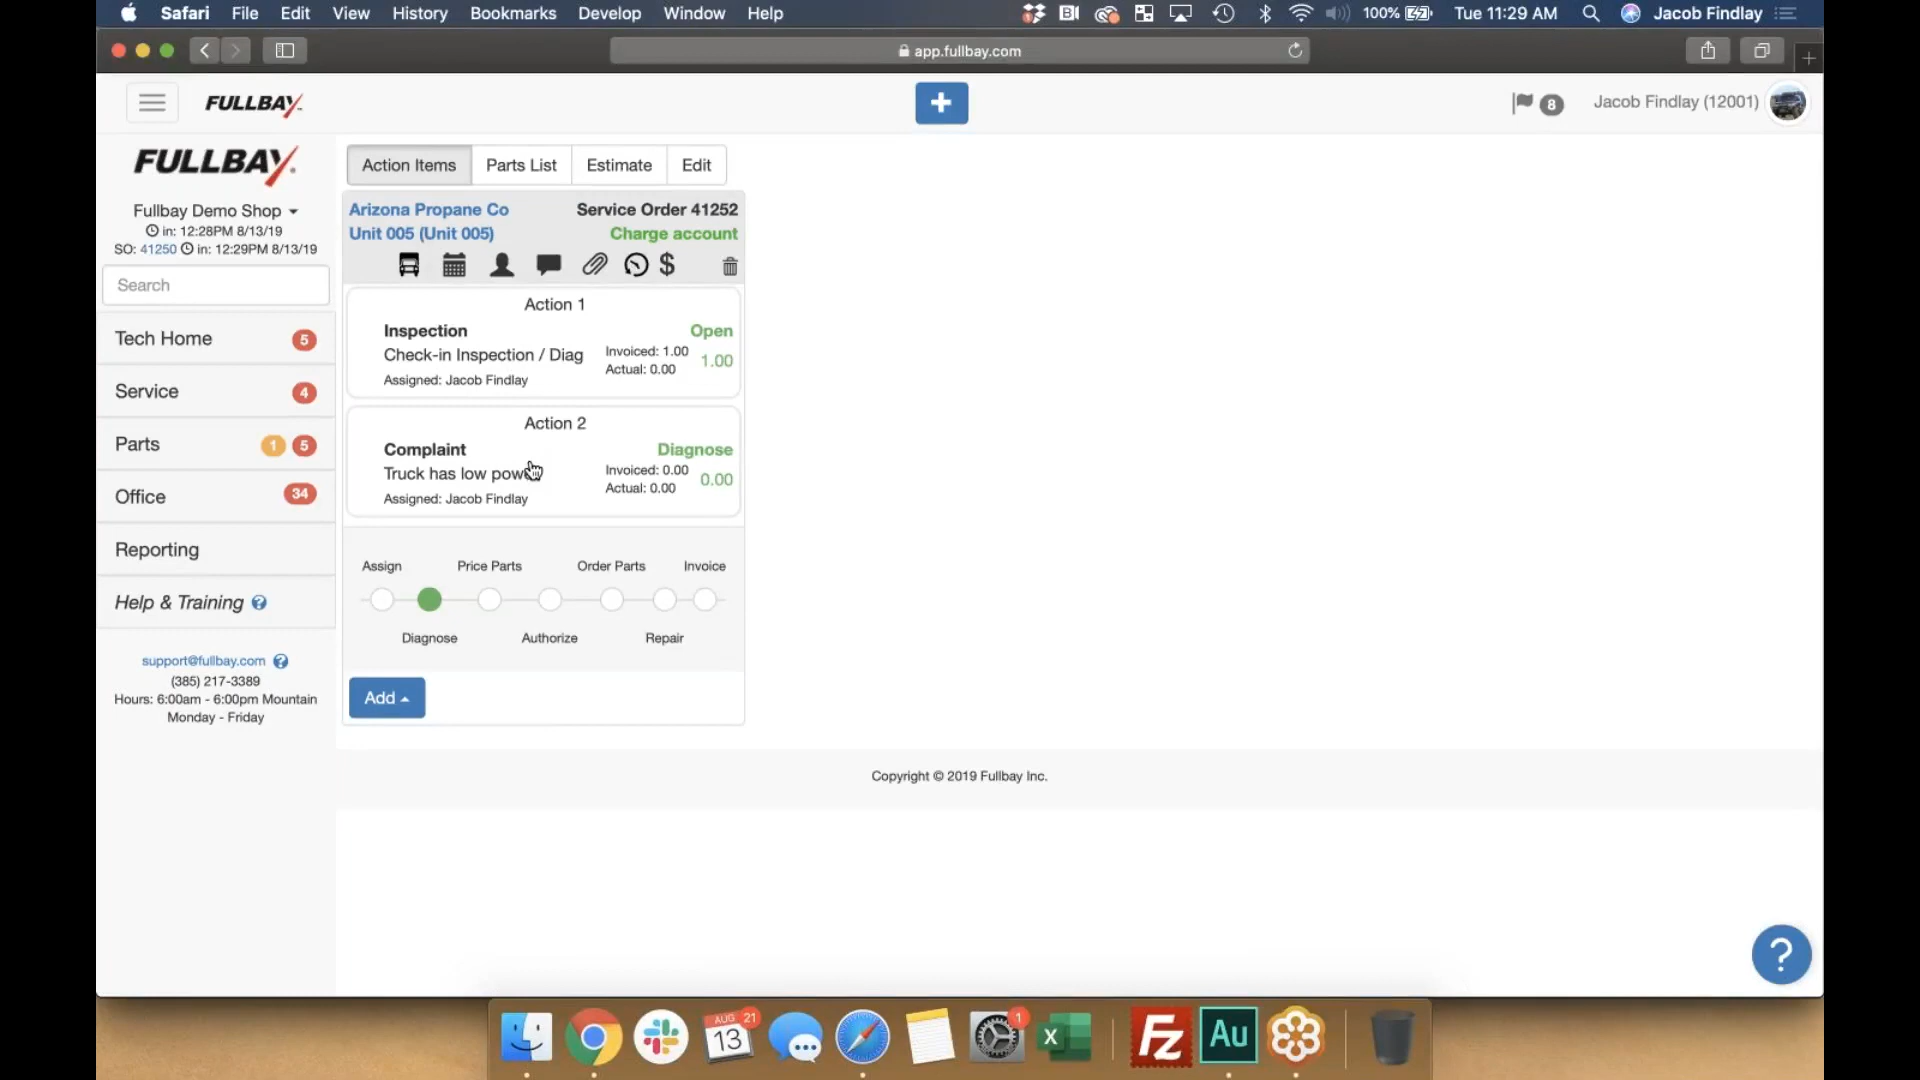 Safari File Edit View History Bookmarks Develop Window Help 100% Tue 11:29 AM Jacob Findlay
app.fullbay.com
FULLBAY 8 Jacob Findlay (12001)
FULLBAY
Fullbay Demo Shop
in: 12:28PM 8/13/19
SO: 41250 in: 12:29PM 8/13/19
Search
Tech Home 5
Service 4
Parts 1 5
Office 34
Reporting
Help & Training ?
support@fullbay.com ?
(385) 217-3389
Hours: 6:00am - 6:00pm Mountain
Monday - Friday
Action Items Parts List Estimate Edit
Arizona Propane Co Service Order 41252
Unit 005 (Unit 005) Charge account
$
Action 1
Inspection Open
Check-in Inspection / Diag Invoiced: 1.00 1.00
Actual: 0.00
Assigned: Jacob Findlay
Action 2
Complaint Diagnose
Truck has low Invoiced: 0.00 0.00
Actual: 0.00
Assigned: Jacob Findlay
Assign Price Parts Order Parts Invoice
Diagnose Authorize Repair
Add
Copyright © 2019 Fullbay Inc.
?
AUG 21
13
1
X
Fz
Au